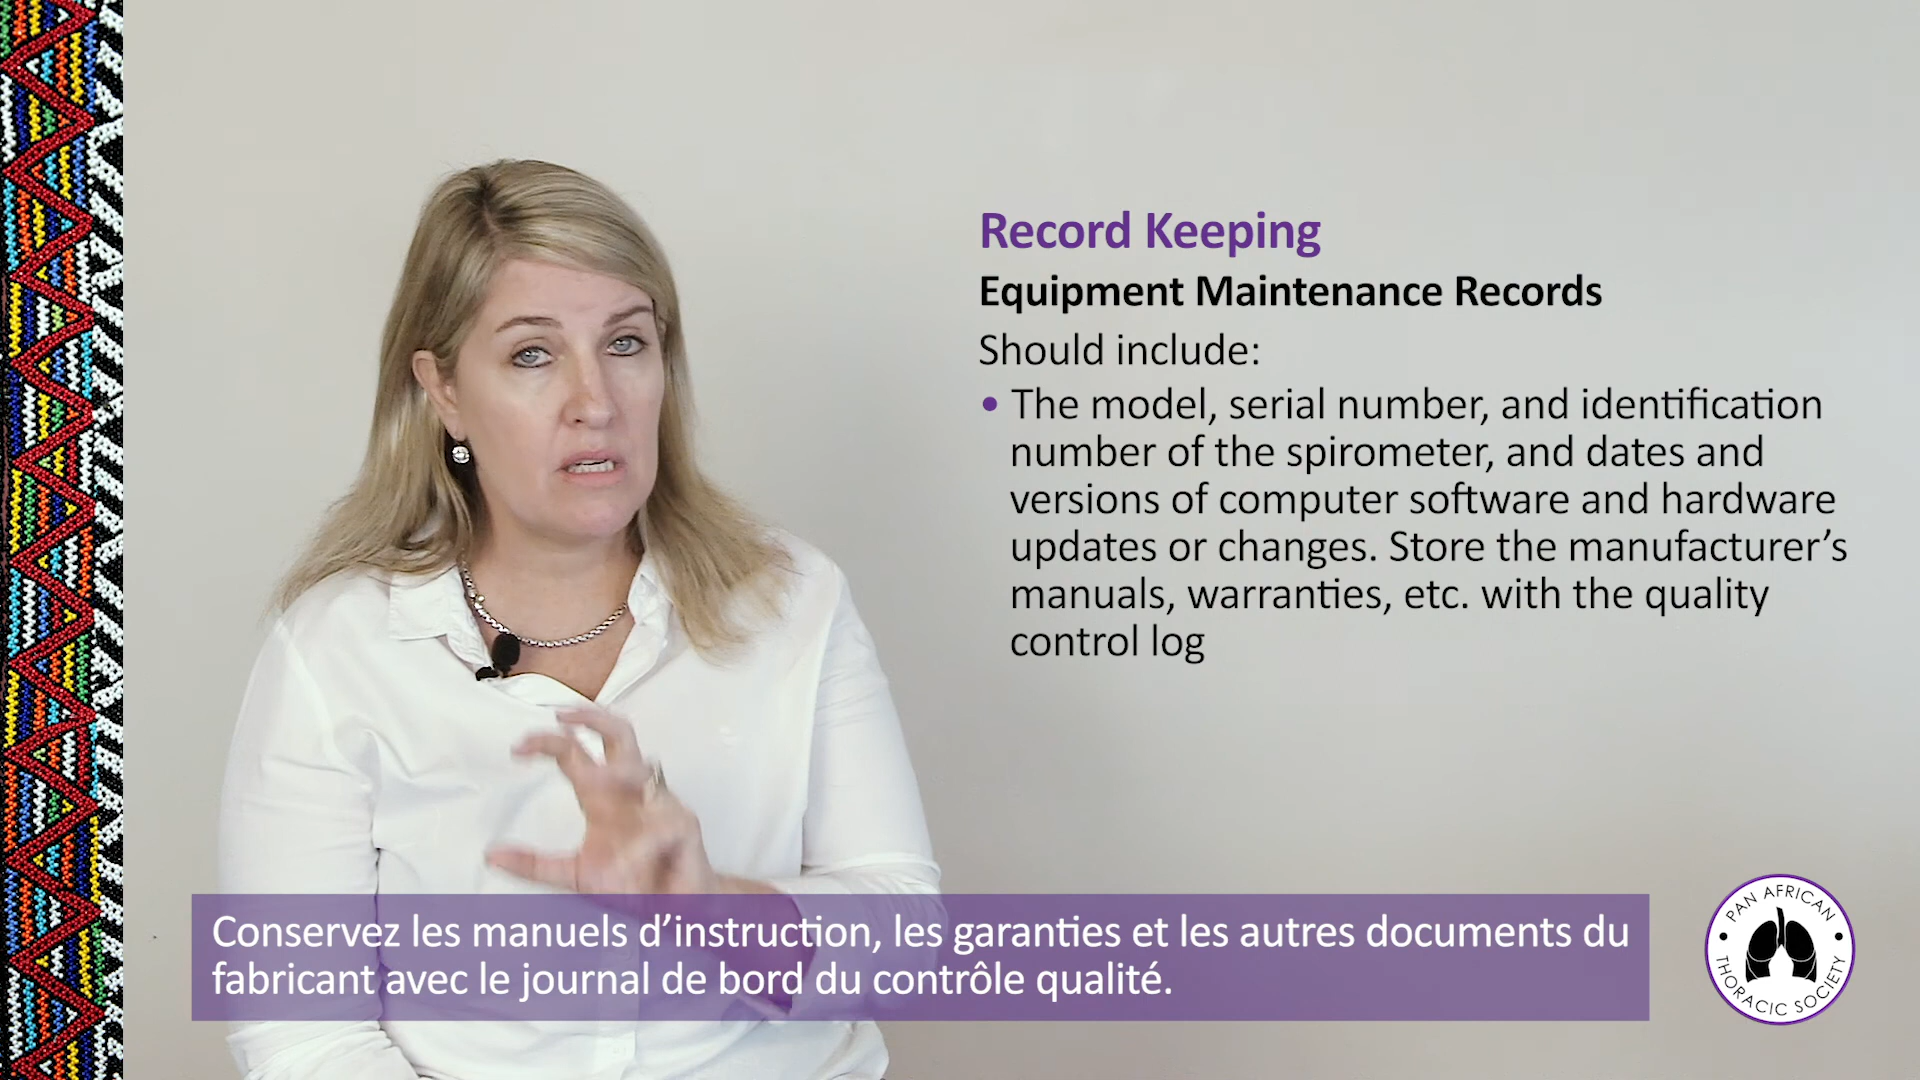 Record Keeping
Equipment Maintenance Records
Should include:
• The model, serial number, and identification
number of the spirometer, and dates and
versions of computer software and hardware
updates or changes. Store the manufacturer’s
manuals, warranties, etc. with the quality
control log
Conservez les manuels d’instruction, les garanties et les autres documents du
fabricant avec le journal de bord du contrôle qualité.
PAN AFRICAN
THORACIC SOCIETY